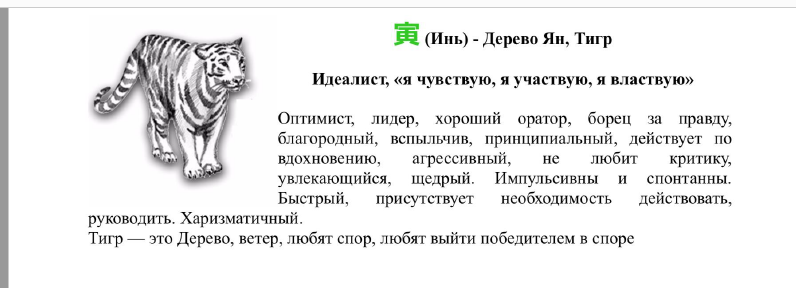 寅 (Инь) - Дерево Ян, Тигр
Идеалист, «я чувствую, я участвую, я властвую»
Оптимист, лидер, хороший оратор, борец за правду,
благородный, вспыльчив, принципиальный, действует по
вдохновению, агрессивный, не любит критику,
увлекающийся, щедрый. Импульсивны и спонтанны.
Быстрый, присутствует необходимость действовать,
руководить. Харизматичный.
Тигр — это Дерево, ветер, любят спор, любят выйти победителем в споре